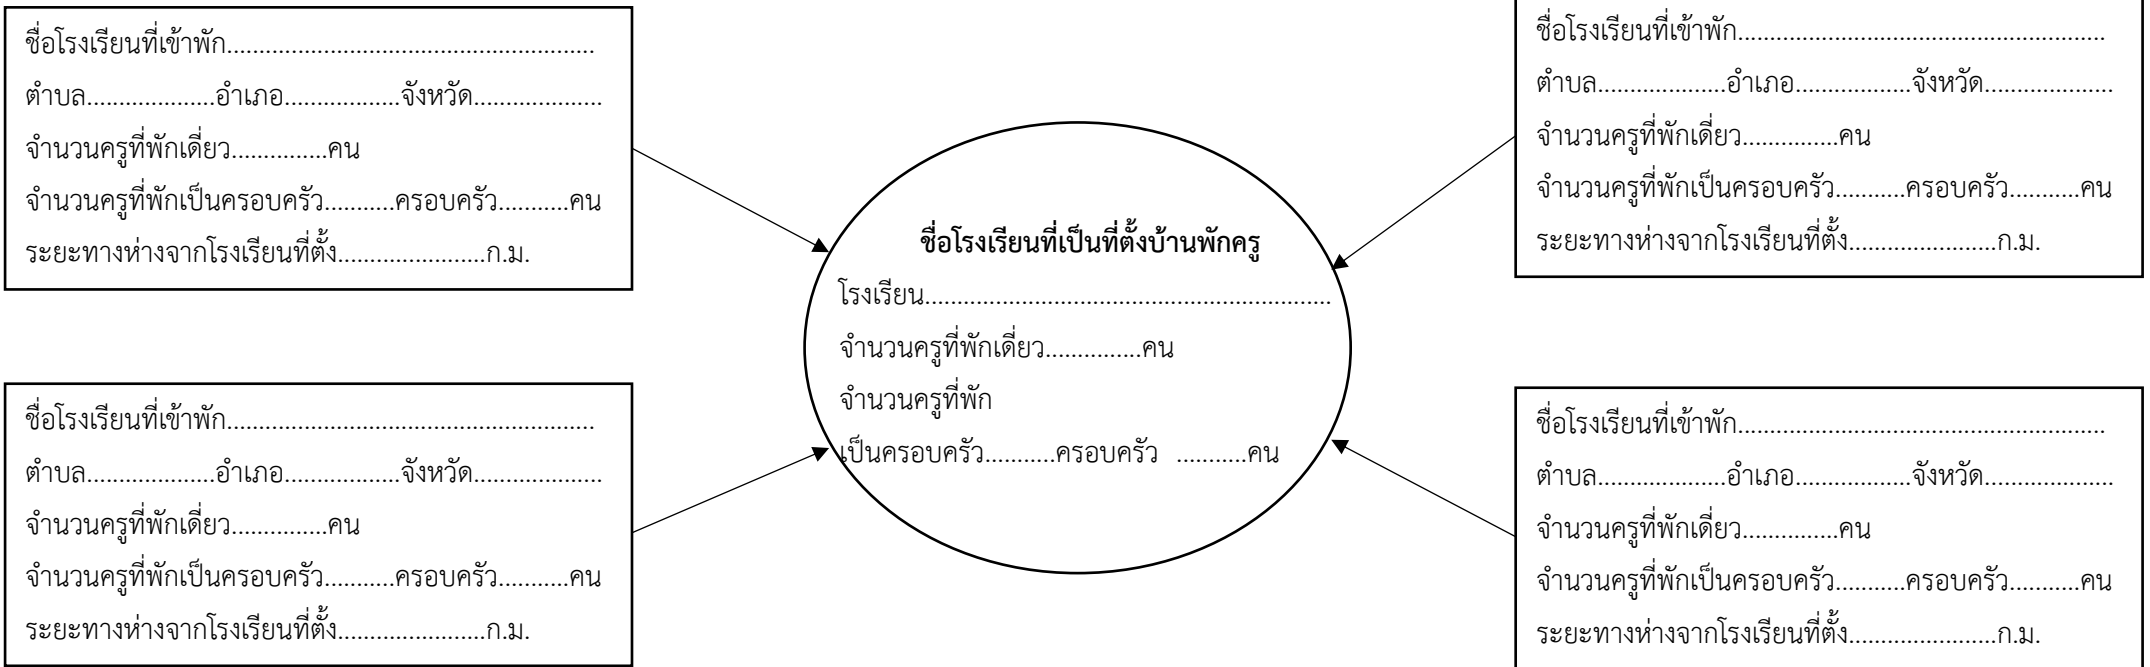 ชื่อโรงเรียนที่เข้าพัก.........................................................
ตำบล....................อำเภอ..................จังหวัด....................
จำนวนครูที่พักเดี่ยว...............คน
จำนวนครูที่พักเป็นครอบครัว...........ครอบครัว...........คน
ระยะทางห่างจากโรงเรียนที่ตั้ง.......................ก.ม.
ชื่อโรงเรียนที่เข้าพัก.........................................................
ตำบล....................อำเภอ..................จังหวัด....................
จำนวนครูที่พักเดี่ยว...............คน
จำนวนครูที่พักเป็นครอบครัว...........ครอบครัว...........คน
ระยะทางห่างจากโรงเรียนที่ตั้ง.......................ก.ม.
ชื่อโรงเรียนที่เป็นที่ตั้งบ้านพักครู
โรงเรียน...............................................................
จำนวนครูที่พักเดี่ยว...............คน
จำนวนครูที่พัก
เป็นครอบครัว...........ครอบครัว ...........คน
ชื่อโรงเรียนที่เข้าพัก.........................................................
ตำบล....................อำเภอ..................จังหวัด....................
จำนวนครูที่พักเดี่ยว...............คน
จำนวนครูที่พักเป็นครอบครัว...........ครอบครัว...........คน
ระยะทางห่างจากโรงเรียนที่ตั้ง.......................ก.ม.
ชื่อโรงเรียนที่เข้าพัก.........................................................
ตำบล....................อำเภอ..................จังหวัด....................
จำนวนครูที่พักเดี่ยว...............คน
จำนวนครูที่พักเป็นครอบครัว...........ครอบครัว...........คน
ระยะทางห่างจากโรงเรียนที่ตั้ง.......................ก.ม.